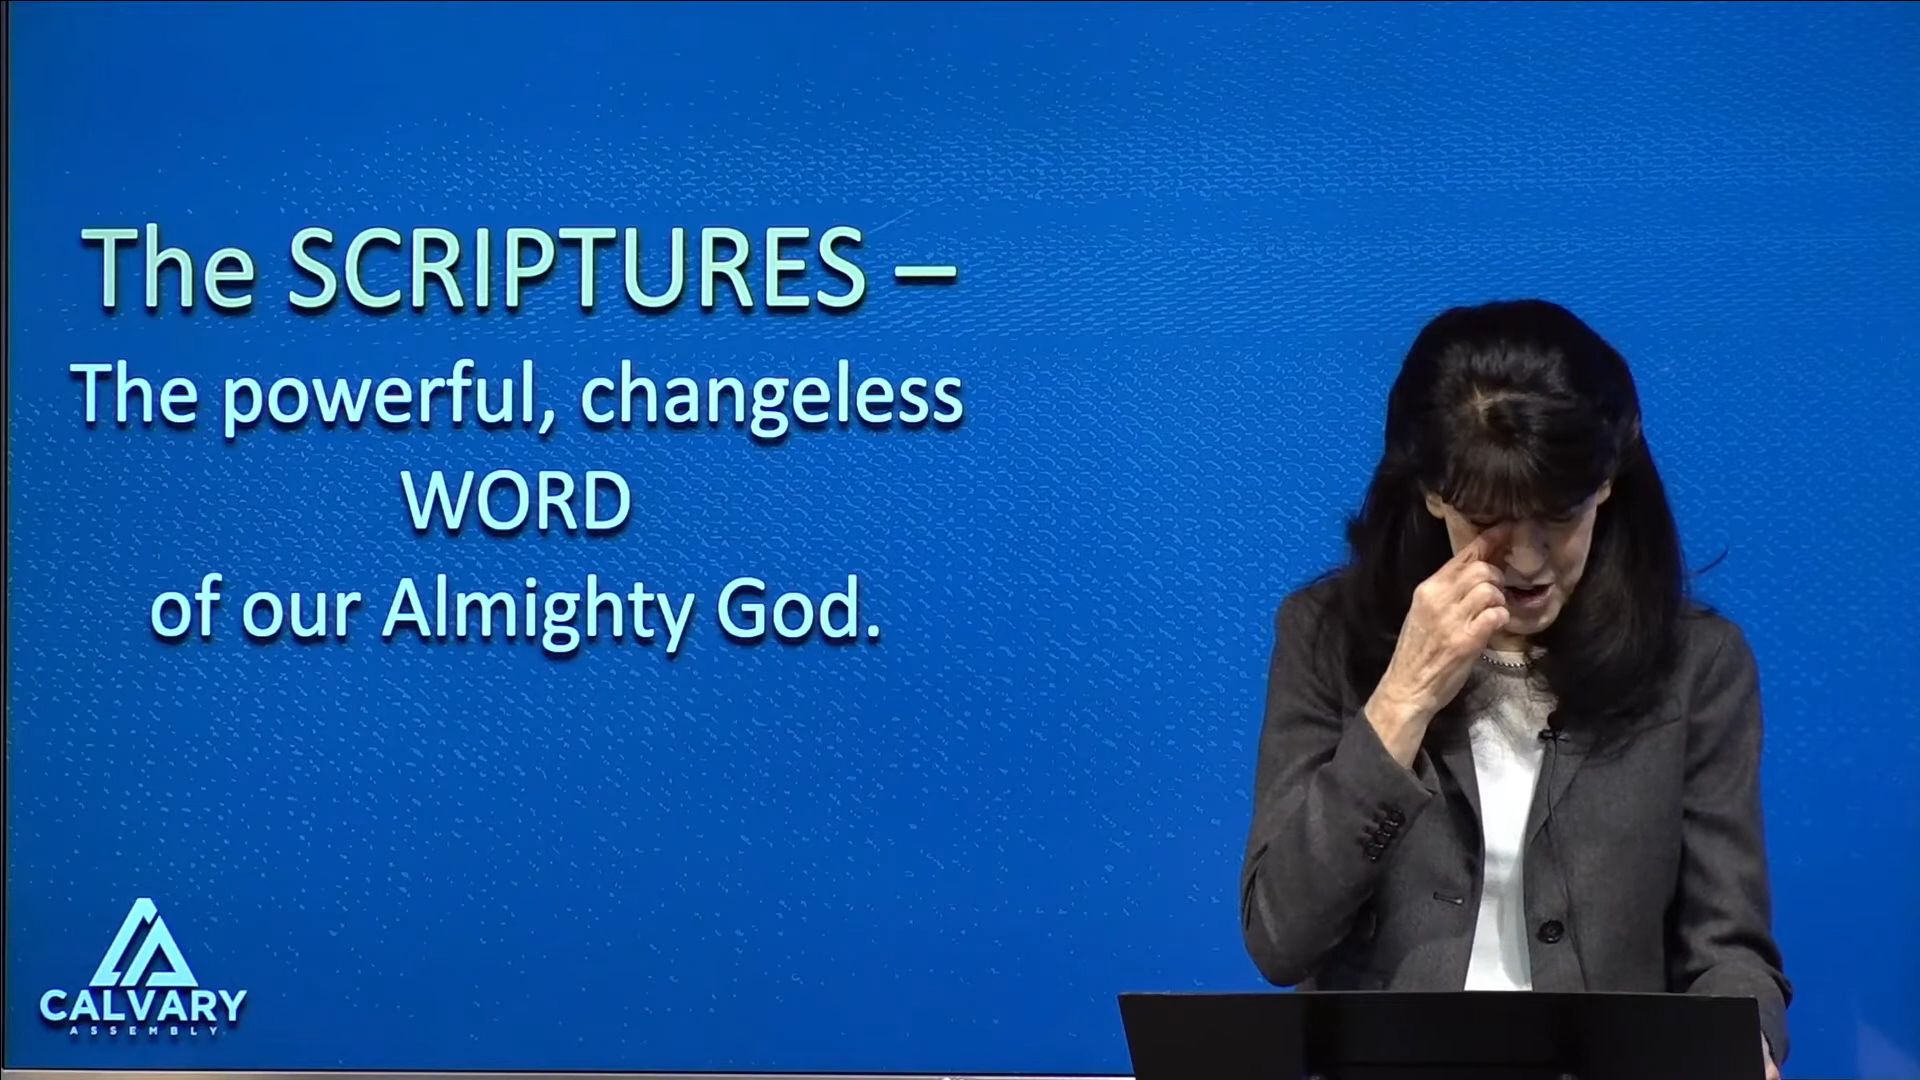 The SCRIPTURES –
The powerful, changeless
WORD
of our Almighty God.
CALVARY
ASSEMBLY